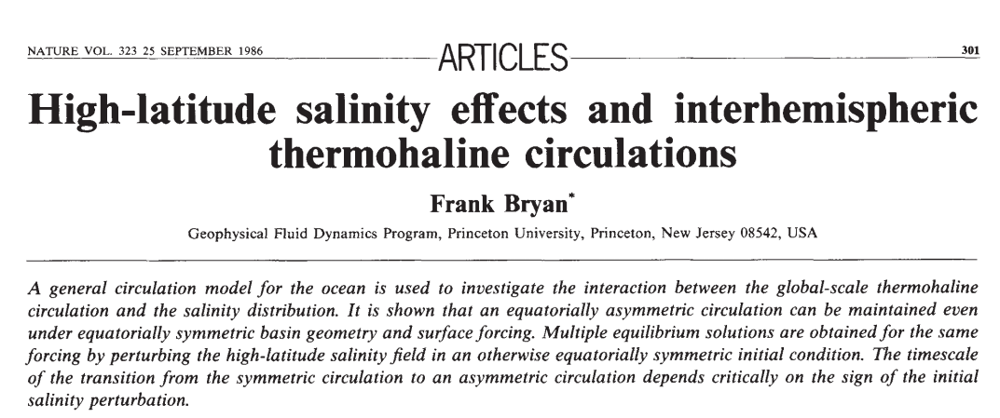 NATURE VOL. 323 25 SEPTEMBER 1986 ARTICLES 301
High-latitude salinity effects and interhemispheric
thermohaline circulations
Frank Bryan*
Geophysical Fluid Dynamics Program, Princeton University, Princeton, New Jersey 08542, USA
A general circulation model for the ocean is used to investigate the interaction between the global-scale thermohaline
circulation and the salinity distribution. It is shown that an equatorially asymmetric circulation can be maintained even
under equatorially symmetric basin geometry and surface forcing. Multiple equilibrium solutions are obtained for the same
forcing by perturbing the high-latitude salinity field in an otherwise equatorially symmetric initial condition. The timescale
of the transition from the symmetric circulation to an asymmetric circulation depends critically on the sign of the initial
salinity perturbation.